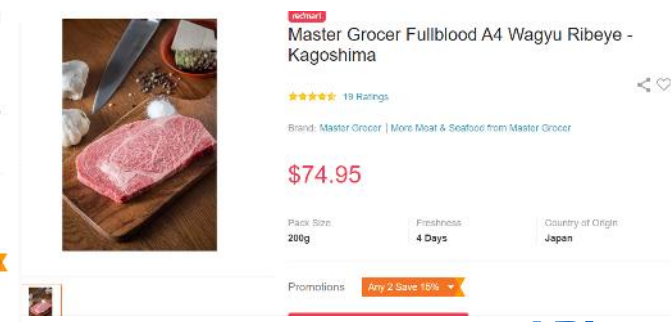 redmart
Master Grocer Fullblood A4 Wagyu Ribeye -
Kagoshima
19 Ratings
Brand: Master Grocer | More Meat & Seafood from Master Grocer
$74.95
Pack Size
200g
Freshness
4 Days
Country of Origin
Japan
Promotions
Any 2 Save 15%